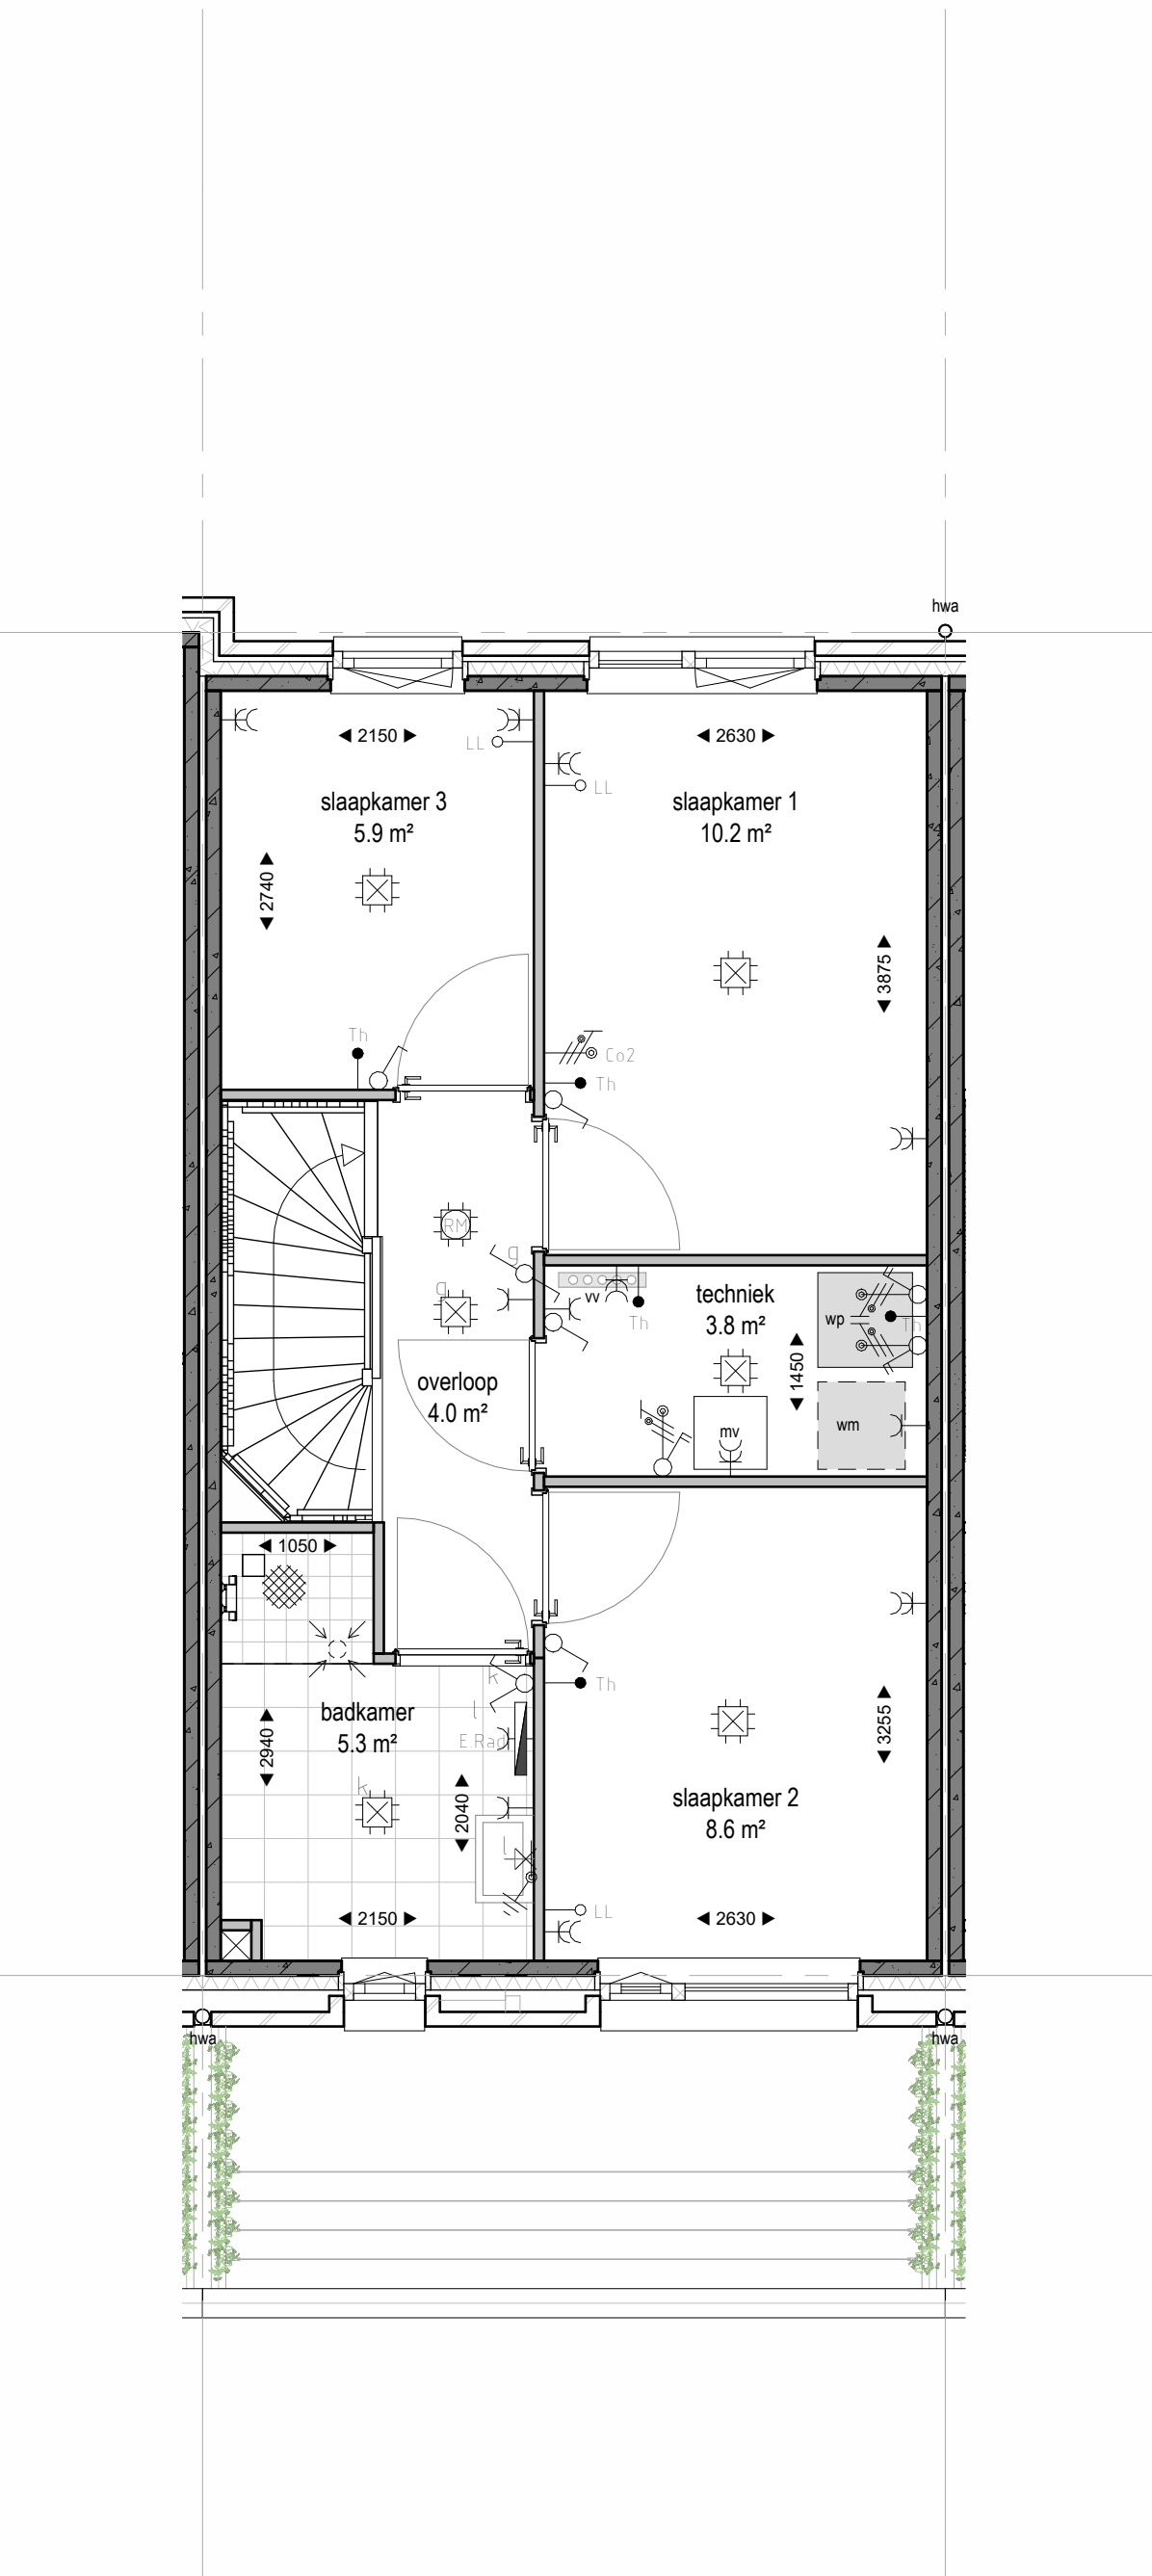 hwa
2150
2630
LL
LL
slaapkamer 3
5.9 m²
slaapkamer 1
10.2 m²
2740
3875
Th
Co2
Th
RM
g
g
vv
Th
techniek
3.8 m²
wp
Th
1450
overloop
4.0 m²
mv
wm
1050
k
l
Th
badkamer
5.3 m²
E.Rad
2940
3255
k
2040
slaapkamer 2
8.6 m²
l
LL
2150
2630
hwa
hwa